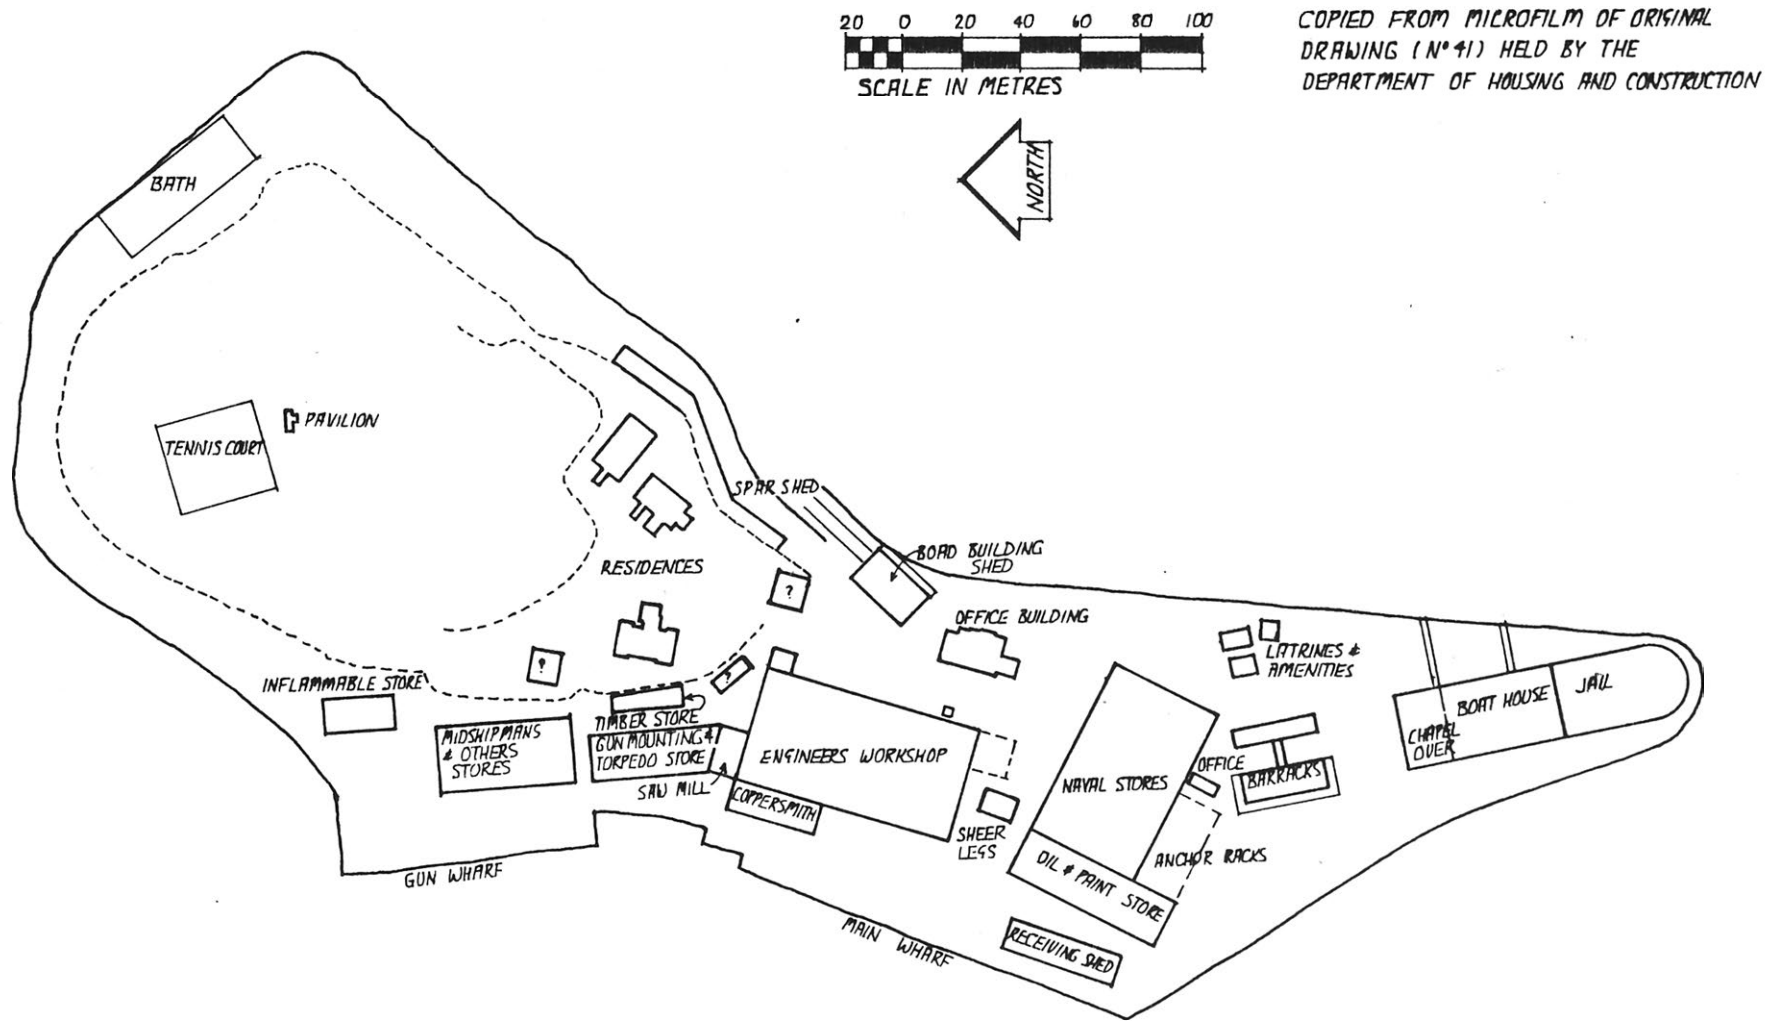 20 0 20 40 60 80 100
SCALE IN METRES
COPIED FROM MICROFILM OF ORIGINAL
DRAWING (Nº 41) HELD BY THE
DEPARTMENT OF HOUSING AND CONSTRUCTION
NORTH
BATH
PAVILION
TENNIS COURT
SPAR SHED
BOAD BUILDING
SHED
RESIDENCES
?
OFFICE BUILDING
LATRINES &
AMENITIES
?
?
INFLAMMABLE STORE
JAIL
BOAT HOUSE
CHAPEL
OVER
TIMBER STORE
MIDSHIPMANS
& OTHERS
STORES
GUN MOUNTING &
TORPEDO STORE
ENGINEERS WORKSHOP
SAW MILL
COPPERSMITH
NAVAL STORES
OFFICE
BARRACKS
SHEER
LEGS
ANCHOR RACKS
OIL & PAINT STORE
GUN WHARF
MAIN WHARF
RECEIVING SHED